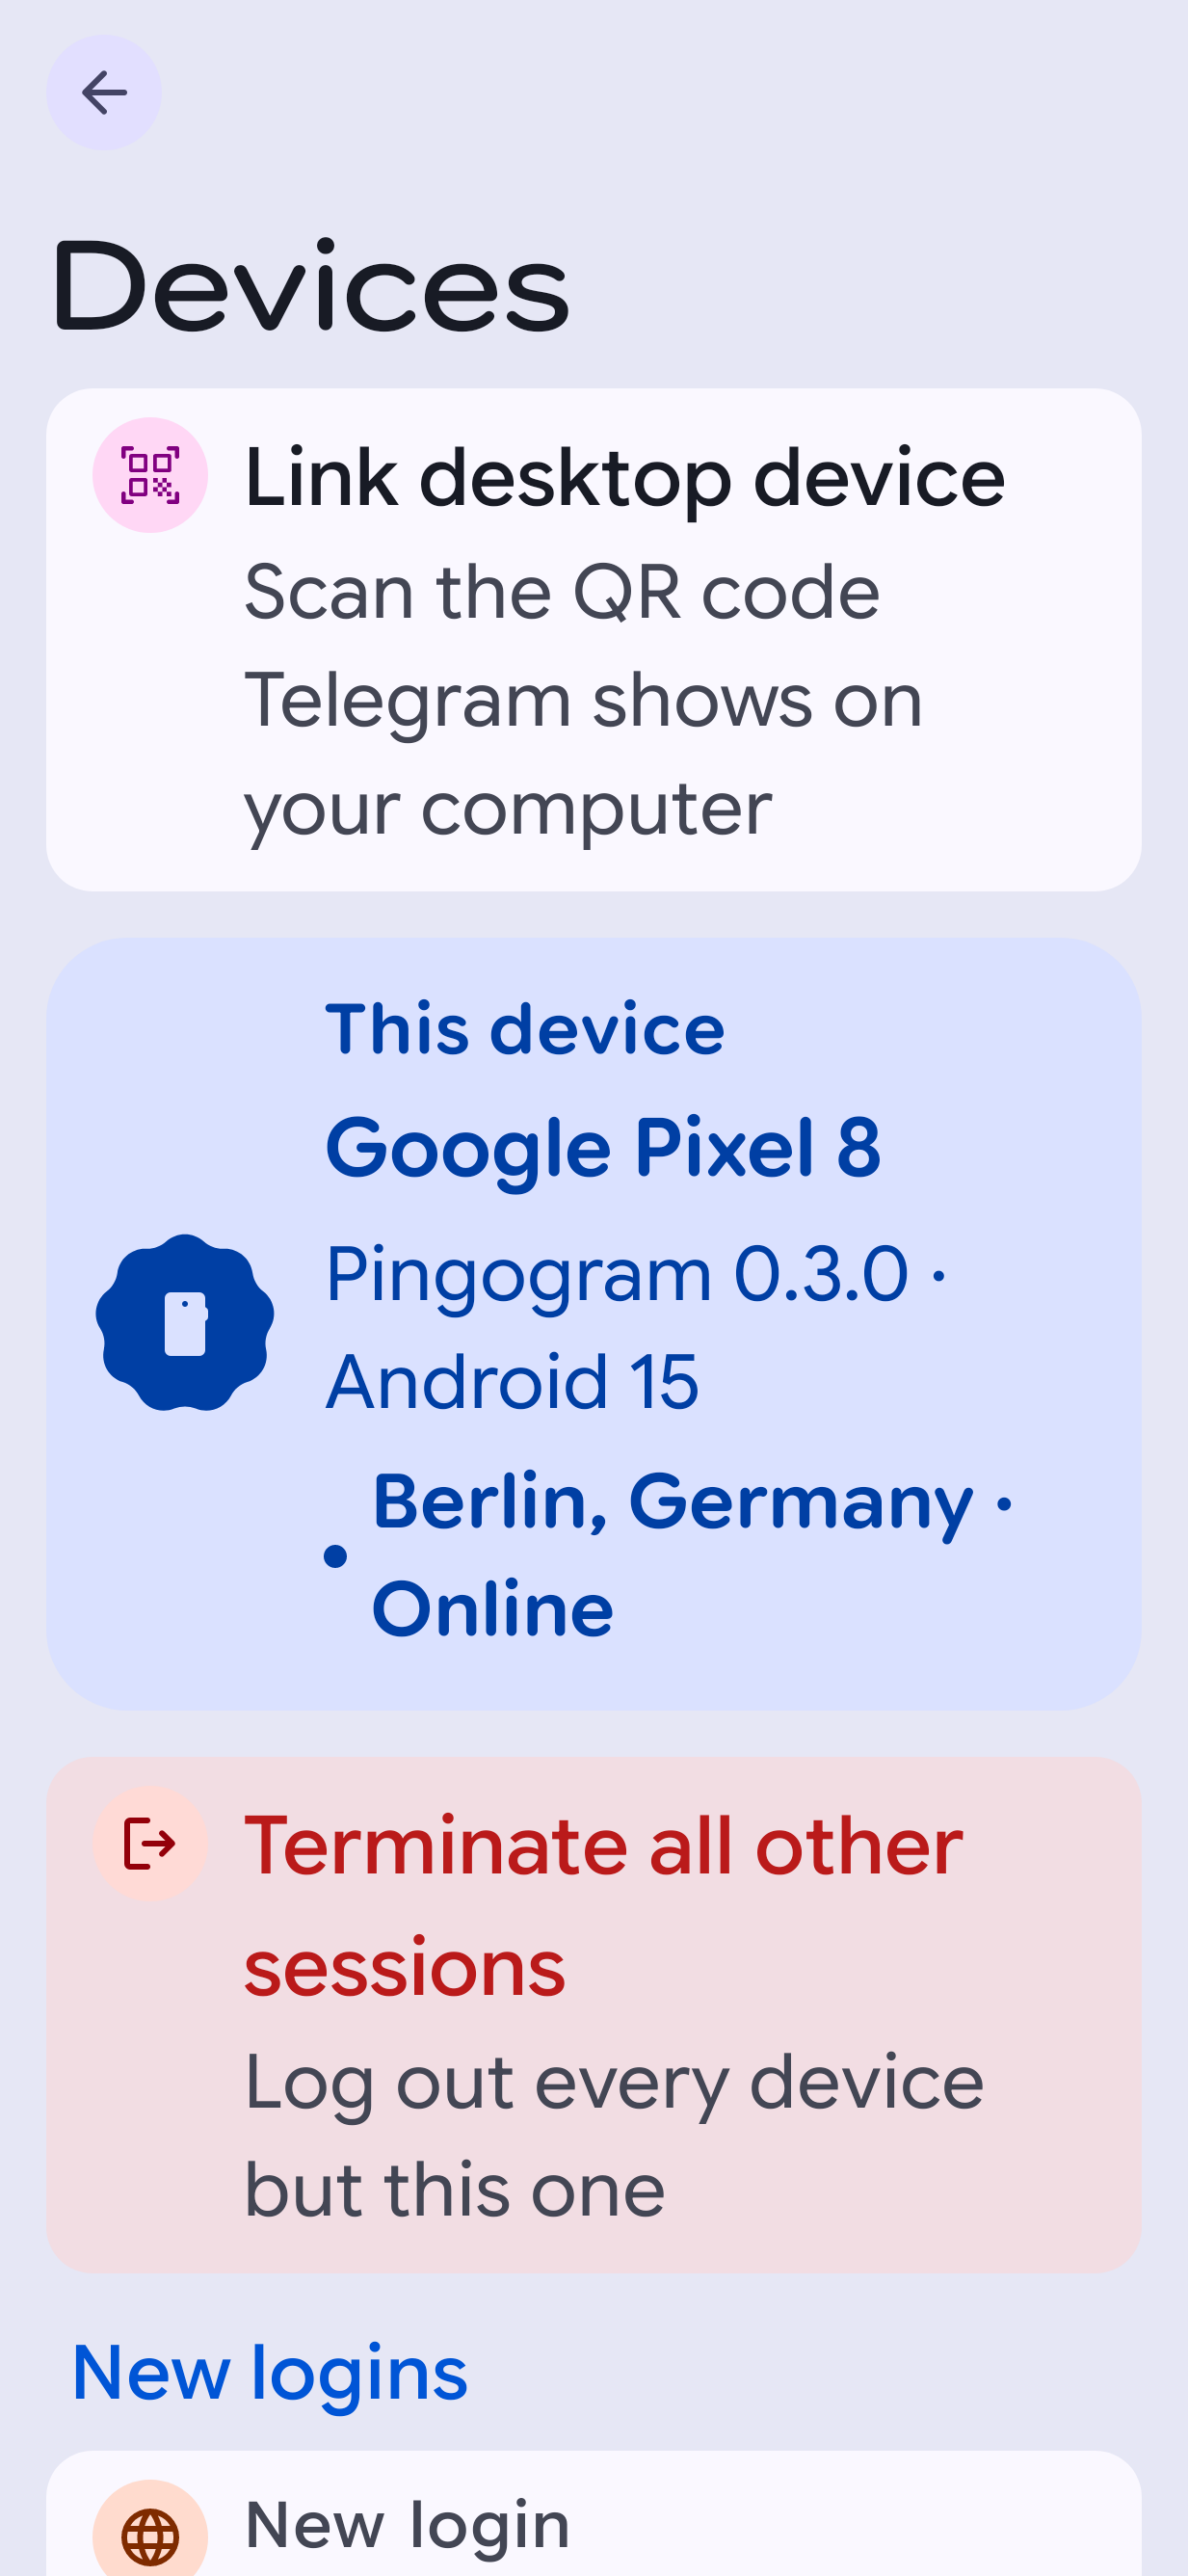 Devices
Link desktop device
Scan the QR code
Telegram shows on
your computer
This device
Google Pixel 8
Pingogram 0.3.0 ·
Android 15
Berlin, Germany ·
Online
Terminate all other
sessions
Log out every device
but this one
New logins
New login